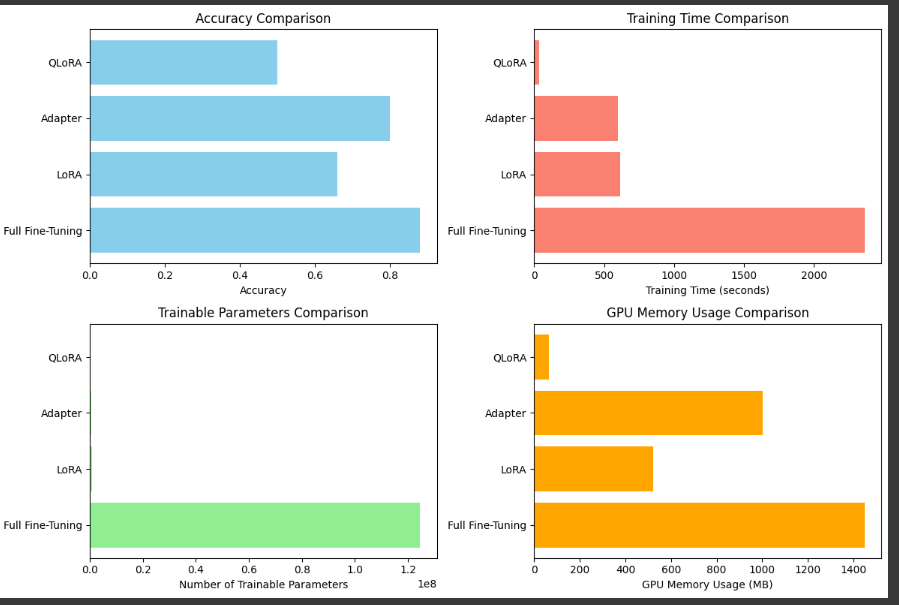 Accuracy Comparison
QLoRA
Adapter
LoRA
Full Fine-Tuning
0.0 0.2 0.4 0.6 0.8
Accuracy
Training Time Comparison
QLoRA
Adapter
LoRA
Full Fine-Tuning
0 500 1000 1500 2000
Training Time (seconds)
Trainable Parameters Comparison
QLoRA
Adapter
LoRA
Full Fine-Tuning
0.0 0.2 0.4 0.6 0.8 1.0 1.2
1e8
Number of Trainable Parameters
GPU Memory Usage Comparison
QLoRA
Adapter
LoRA
Full Fine-Tuning
0 200 400 600 800 1000 1200 1400
GPU Memory Usage (MB)